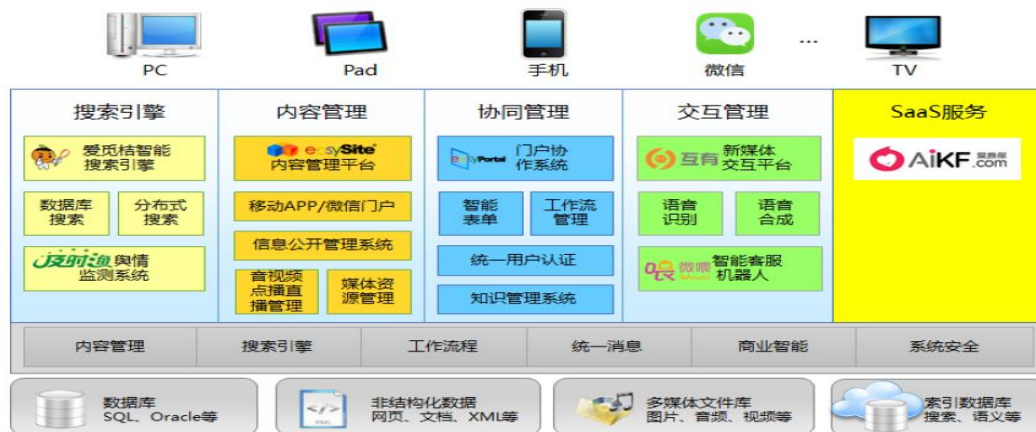 PC
Pad
手机
微信
...
TV
搜索引擎
内容管理
协同管理
交互管理
SaaS服务
爱觅桔智能
搜索引擎
数据库
搜索
分布式
搜索
及时渔 舆情
监测系统
easySite
内容管理平台
移动APP/微信门户
信息公开管理系统
音视频
点播直
播管理
媒体资
源管理
easyPortal 门户协
作系统
智能
表单
工作流
管理
统一用户认证
知识管理系统
互有 新媒体
交互平台
语音
识别
语音
合成
微喂 智能客服
机器人
AiKF.com
内容管理
搜索引擎
工作流程
统一消息
商业智能
系统安全
数据库
SQL、Oracle等
XML
非结构化数据
网页、文档、XML等
多媒体文件库
图片、音频、视频等
索引数据库
搜索、语义等